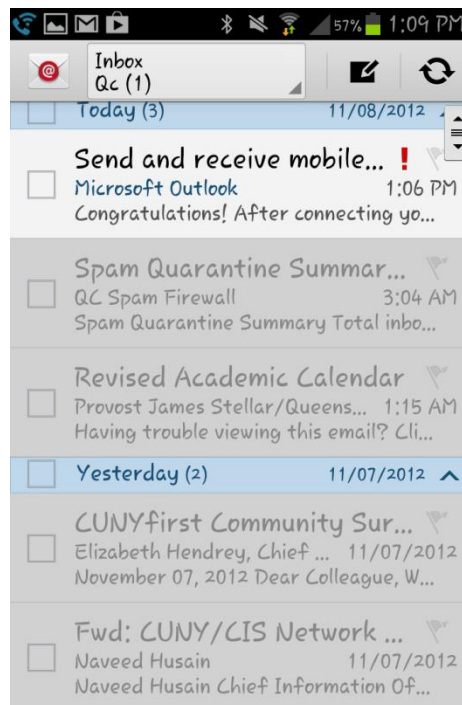 57% 1:09 PM
Inbox
Qc (1)
Today (3) 11/08/2012
Send and receive mobile... !
Microsoft Outlook 1:06 PM
Congratulations! After connecting yo...
Spam Quarantine Summar...
QC Spam Firewall 3:04 AM
Spam Quarantine Summary Total inbo...
Revised Academic Calendar
Provost James Stellar/Queens... 1:15 AM
Having trouble viewing this email? Cli...
Yesterday (2) 11/07/2012
CUNYfirst Community Sur...
Elizabeth Hendrey, Chief ... 11/07/2012
November 07, 2012 Dear Colleague, W...
Fwd: CUNY/CIS Network ...
Naveed Husain 11/07/2012
Naveed Husain Chief Information Of...